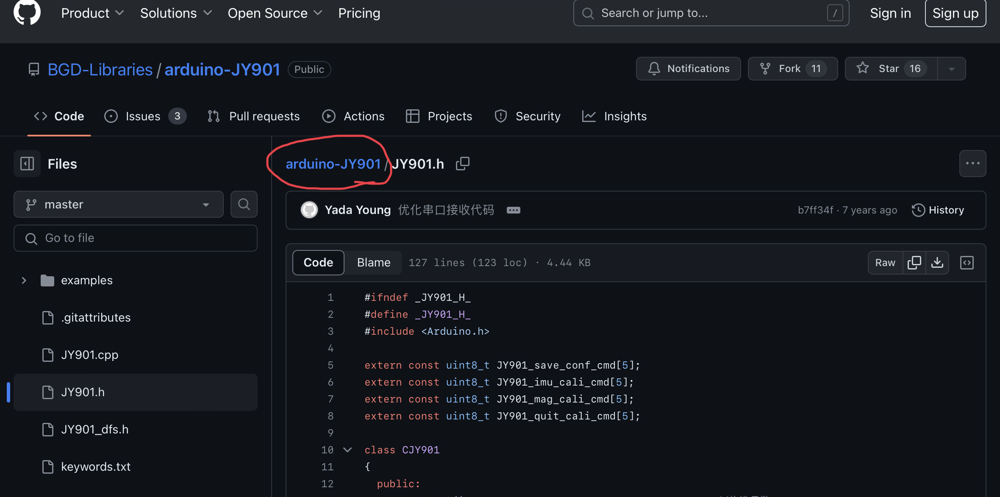 Product Solutions Open Source Pricing Search or jump to... / Sign in Sign up
BGD-Libraries / arduino-JY901 Public Notifications Fork 11 Star 16
Code Issues 3 Pull requests Actions Projects Security Insights
Files
master
Go to file
examples
.gitattributes
JY901.cpp
JY901.h
JY901_dfs.h
keywords.txt
arduino-JY901 / JY901.h
Yada Young 优化串口接收代码 b7ff34f · 7 years ago History
Code Blame 127 lines (123 loc) · 4.44 KB Raw
1 #ifndef _JY901_H_
2 #define _JY901_H_
3 #include <Arduino.h>
4
5 extern const uint8_t JY901_save_conf_cmd[5];
6 extern const uint8_t JY901_imu_cali_cmd[5];
7 extern const uint8_t JY901_mag_cali_cmd[5];
8 extern const uint8_t JY901_quit_cali_cmd[5];
9
10 class CJY901
11 {
12 public: